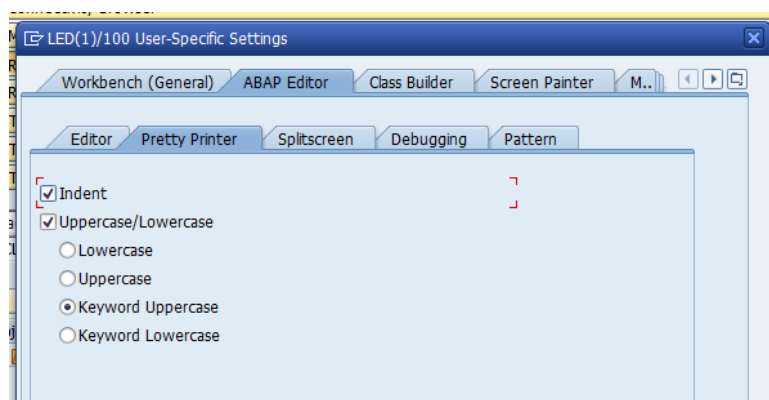 LED(1)/100 User-Specific Settings
Workbench (General) ABAP Editor Class Builder Screen Painter M..
Editor Pretty Printer Splitscreen Debugging Pattern
Indent
Uppercase/Lowercase
Lowercase
Uppercase
Keyword Uppercase
Keyword Lowercase